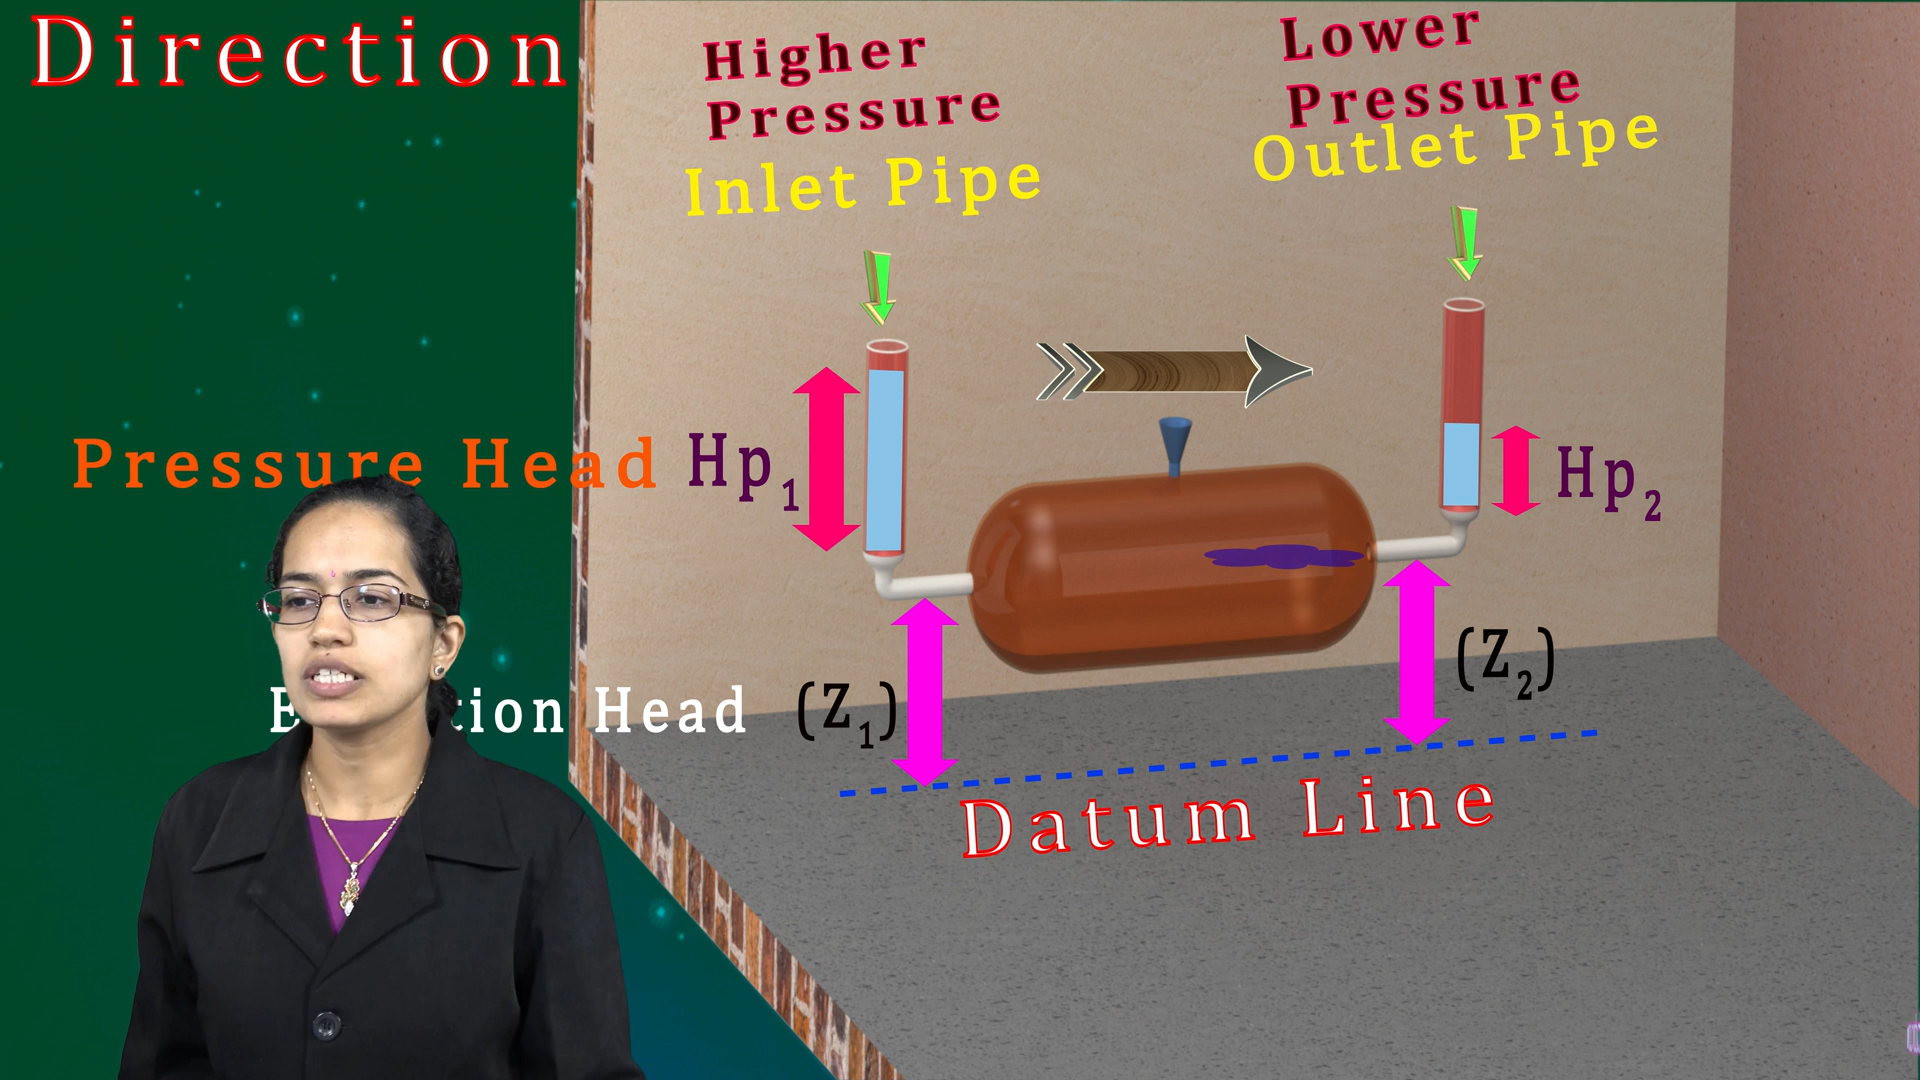 Direction
Higher
Pressure
Inlet Pipe
Lower
Pressure
Outlet Pipe
Pressure Head
Hp1
Hp2
Head
(Z1)
(Z2)
Datum Line